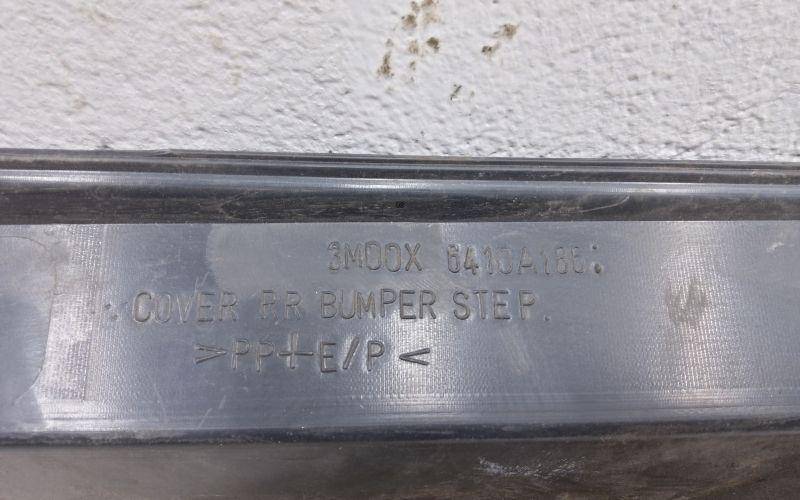 3M00X 6410A186:
COVER RR BUMPER STEP.
>PP+E/P<